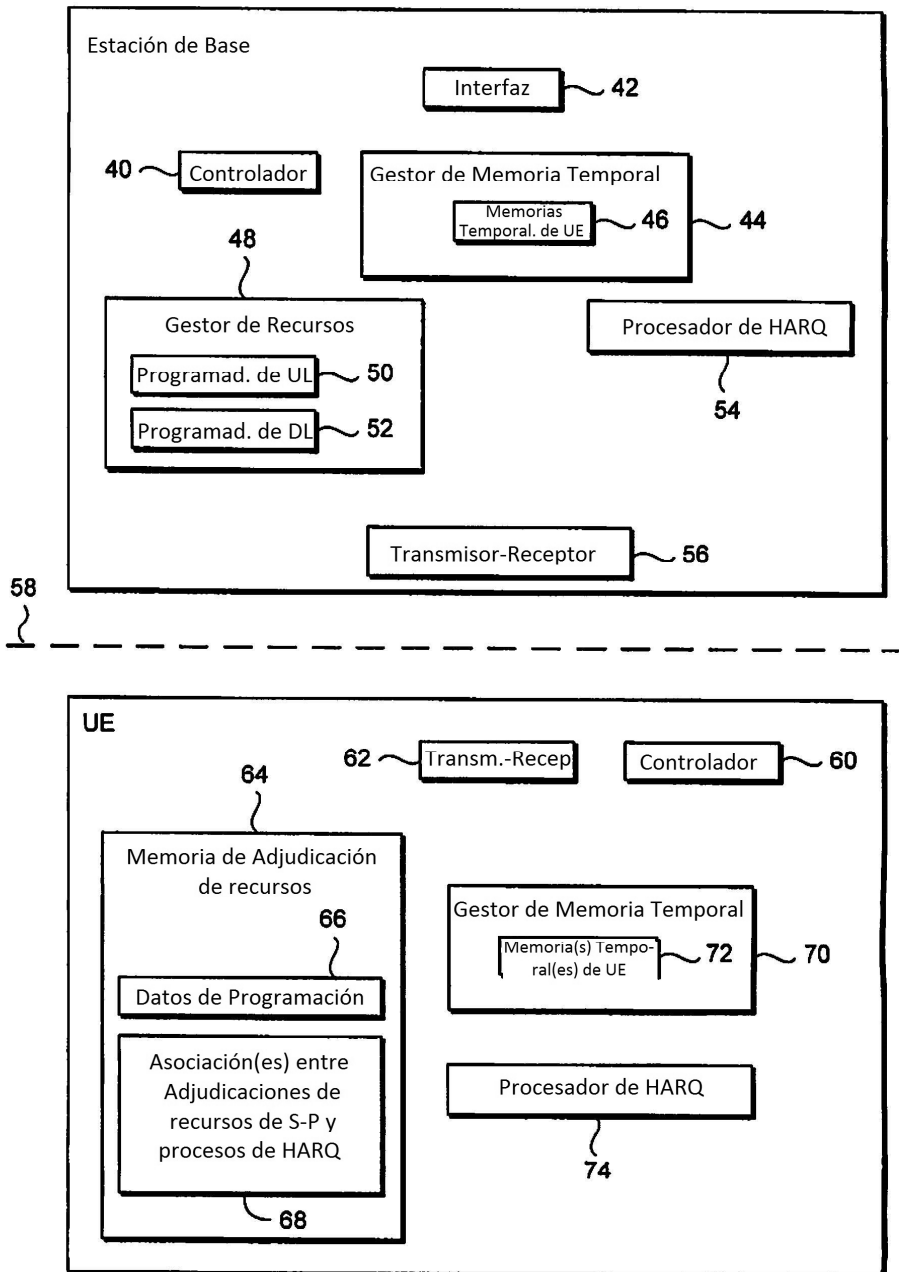 Estación de Base
Interfaz
42
40
Controlador
Gestor de Memoria Temporal
Memorias
Temporal. de UE
46
44
48
Gestor de Recursos
Programad. de UL
50
Programad. de DL
52
Procesador de HARQ
54
Transmisor-Receptor
56
58
UE
62
Transm.-Recep
Controlador
60
64
Memoria de Adjudicación
de recursos
66
Datos de Programación
Asociación(es) entre
Adjudicaciones de
recursos de S-P y
procesos de HARQ
68
Gestor de Memoria Temporal
Memoria(s) Tempo-
ral(es) de UE
72
70
Procesador de HARQ
74